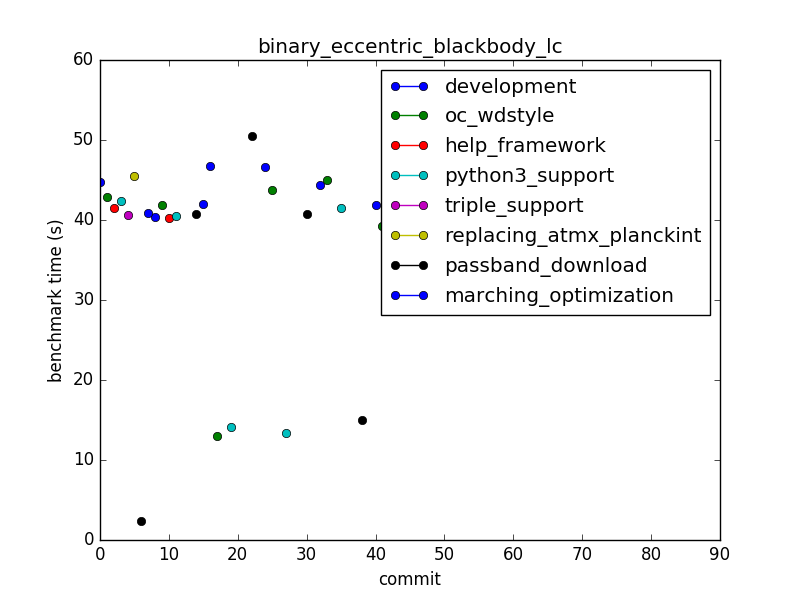 binary_eccentric_blackbody_lc
60
50
40
30
20
10
0
benchmark time (s)
development
oc_wdstyle
help_framework
python3_support
triple_support
replacing_atmx_planckint
passband_download
marching_optimization
0 10 20 30 40 50 60 70 80 90
commit